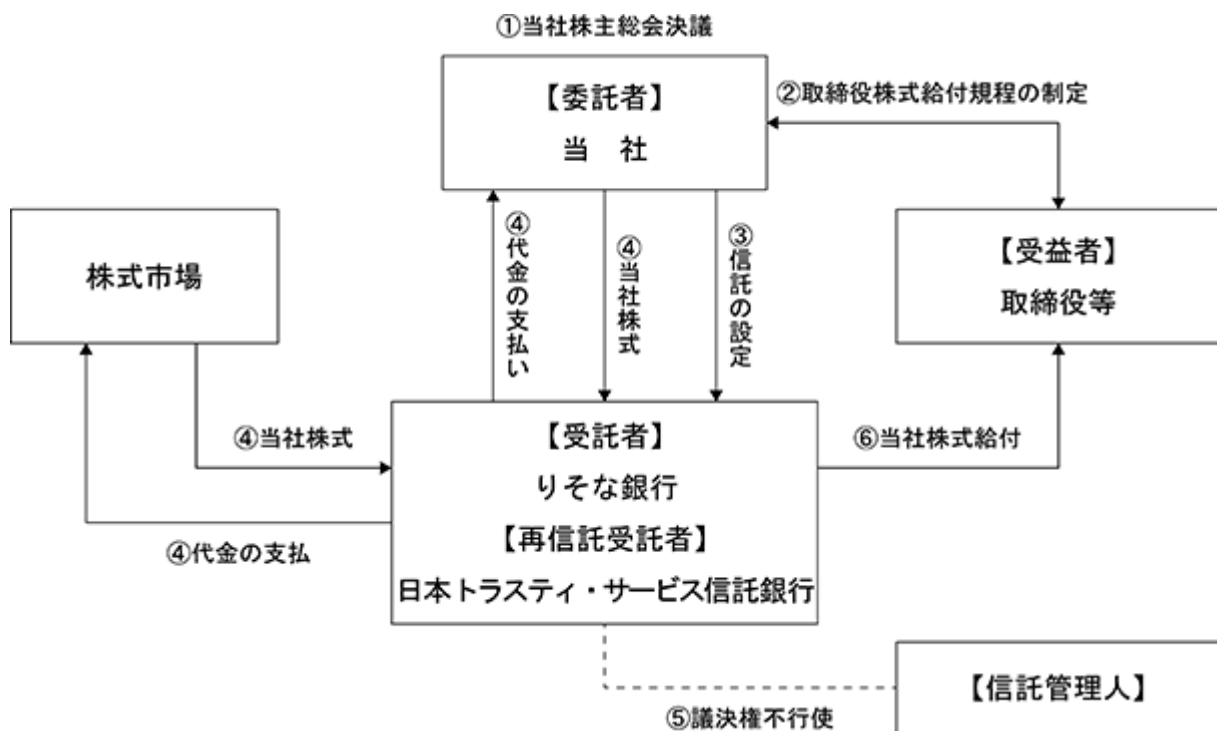 ①当社株主総会決議
【委託者】
当　社
②取締役株式給付規程の制定
株式市場
④代金の支払い
④当社株式
③信託の設定
【受益者】
取締役等
④当社株式
④代金の支払
【受託者】
りそな銀行
【再信託受託者】
日本トラスティ・サービス信託銀行
⑥当社株式給付
⑤議決権不行使
【信託管理人】